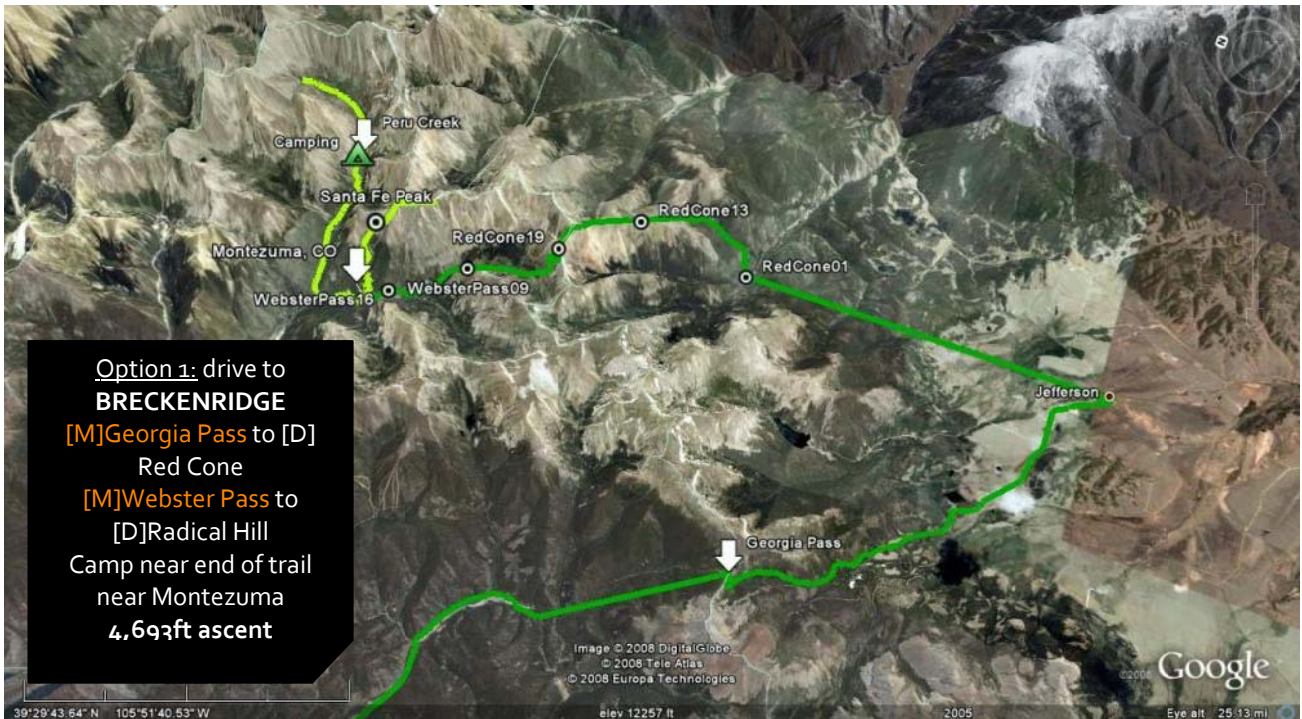 N
Peru Creek
Camping
Santa Fe Peak
RedCone13
RedCone19
Montezuma, CO
RedCone01
WebsterPass16
WebsterPass09
Option 1: drive to
BRECKENRIDGE
[M]Georgia Pass to [D]
Red Cone
[M]Webster Pass to
[D]Radical Hill
Camp near end of trail
near Montezuma
4,693ft ascent
Jefferson
Georgia Pass
Image © 2008 DigitalGlobe
© 2008 Tele Atlas
© 2008 Europa Technologies
©2008 Google
39°29'43.64" N 105°51'40.53" W elev 12257 ft 2005 Eye alt 25.13 mi